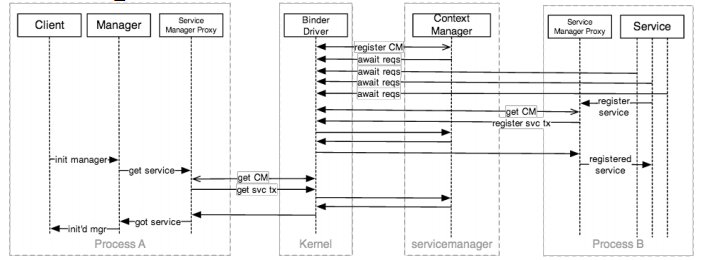 Client
Manager
Service
Manager Proxy
Binder
Driver
Context
Manager
Service
Manager Proxy
Service
register CM
await reqs
await reqs
await reqs
await reqs
register
service
get CM
register svc tx
init manager
registered
service
get service
get CM
get svc tx
got service
init'd mgr
Process A
Kernel
servicemanager
Process B